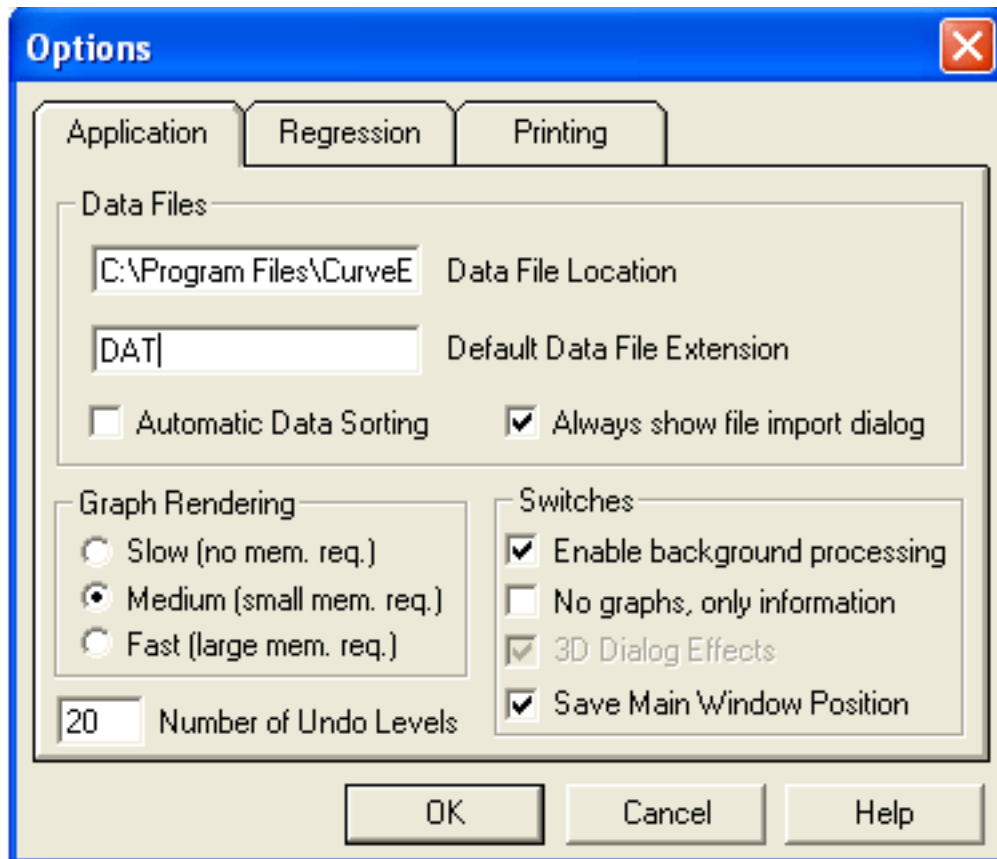 Options
Application Regression Printing
Data Files
C:\Program Files\CurveE Data File Location
DAT Default Data File Extension
Automatic Data Sorting Always show file import dialog
Graph Rendering
Slow (no mem. req.)
Medium (small mem. req.)
Fast (large mem. req.)
20 Number of Undo Levels
Switches
Enable background processing
No graphs, only information
3D Dialog Effects
Save Main Window Position
OK Cancel Help